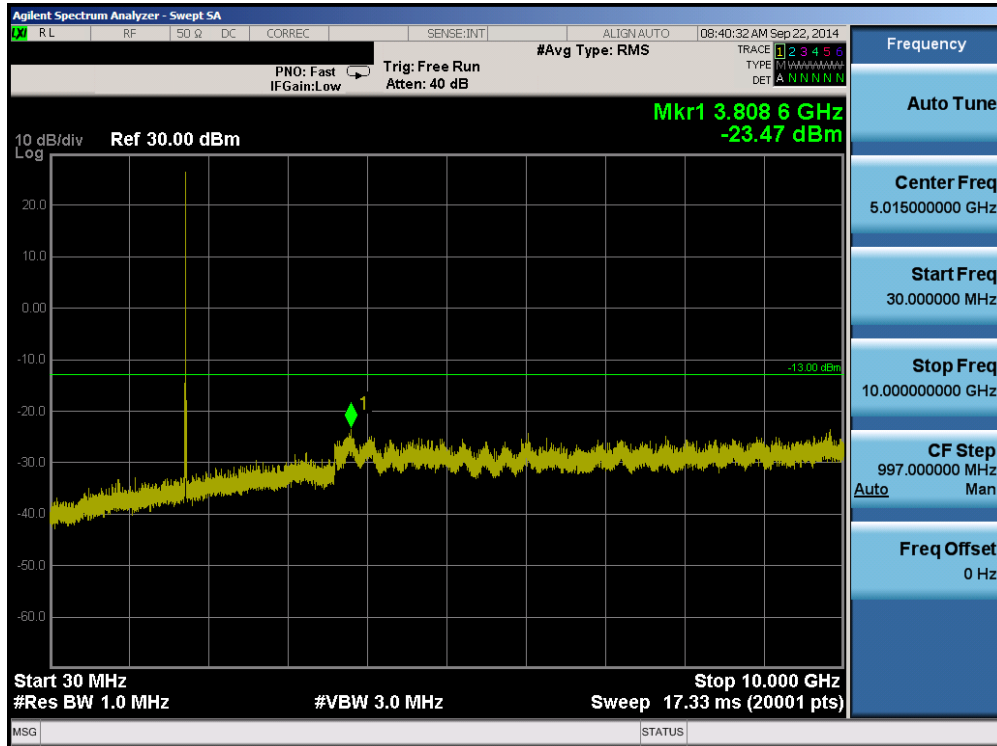 Agilent Spectrum Analyzer - Swept SA
LXI RL RF 50 Ω DC CORREC SENSE:INT ALIGN AUTO 08:40:32 AM Sep 22, 2014
#Avg Type: RMS TRACE 1 2 3 4 5 6
PNO: Fast Trig: Free Run TYPE M WWWWW
IFGain:Low Atten: 40 dB DET A N N N N N
Mkr1 3.808 6 GHz
10 dB/div Ref 30.00 dBm -23.47 dBm
Log
20.0
10.0
0.00
-10.0
-13.00 dBm
-20.0
1
-30.0
-40.0
-50.0
-60.0
Start 30 MHz Stop 10.000 GHz
#Res BW 1.0 MHz #VBW 3.0 MHz Sweep 17.33 ms (20001 pts)
MSG STATUS
Frequency
Auto Tune
Center Freq
5.015000000 GHz
Start Freq
30.000000 MHz
Stop Freq
10.000000000 GHz
CF Step
997.000000 MHz
Auto Man
Freq Offset
0 Hz